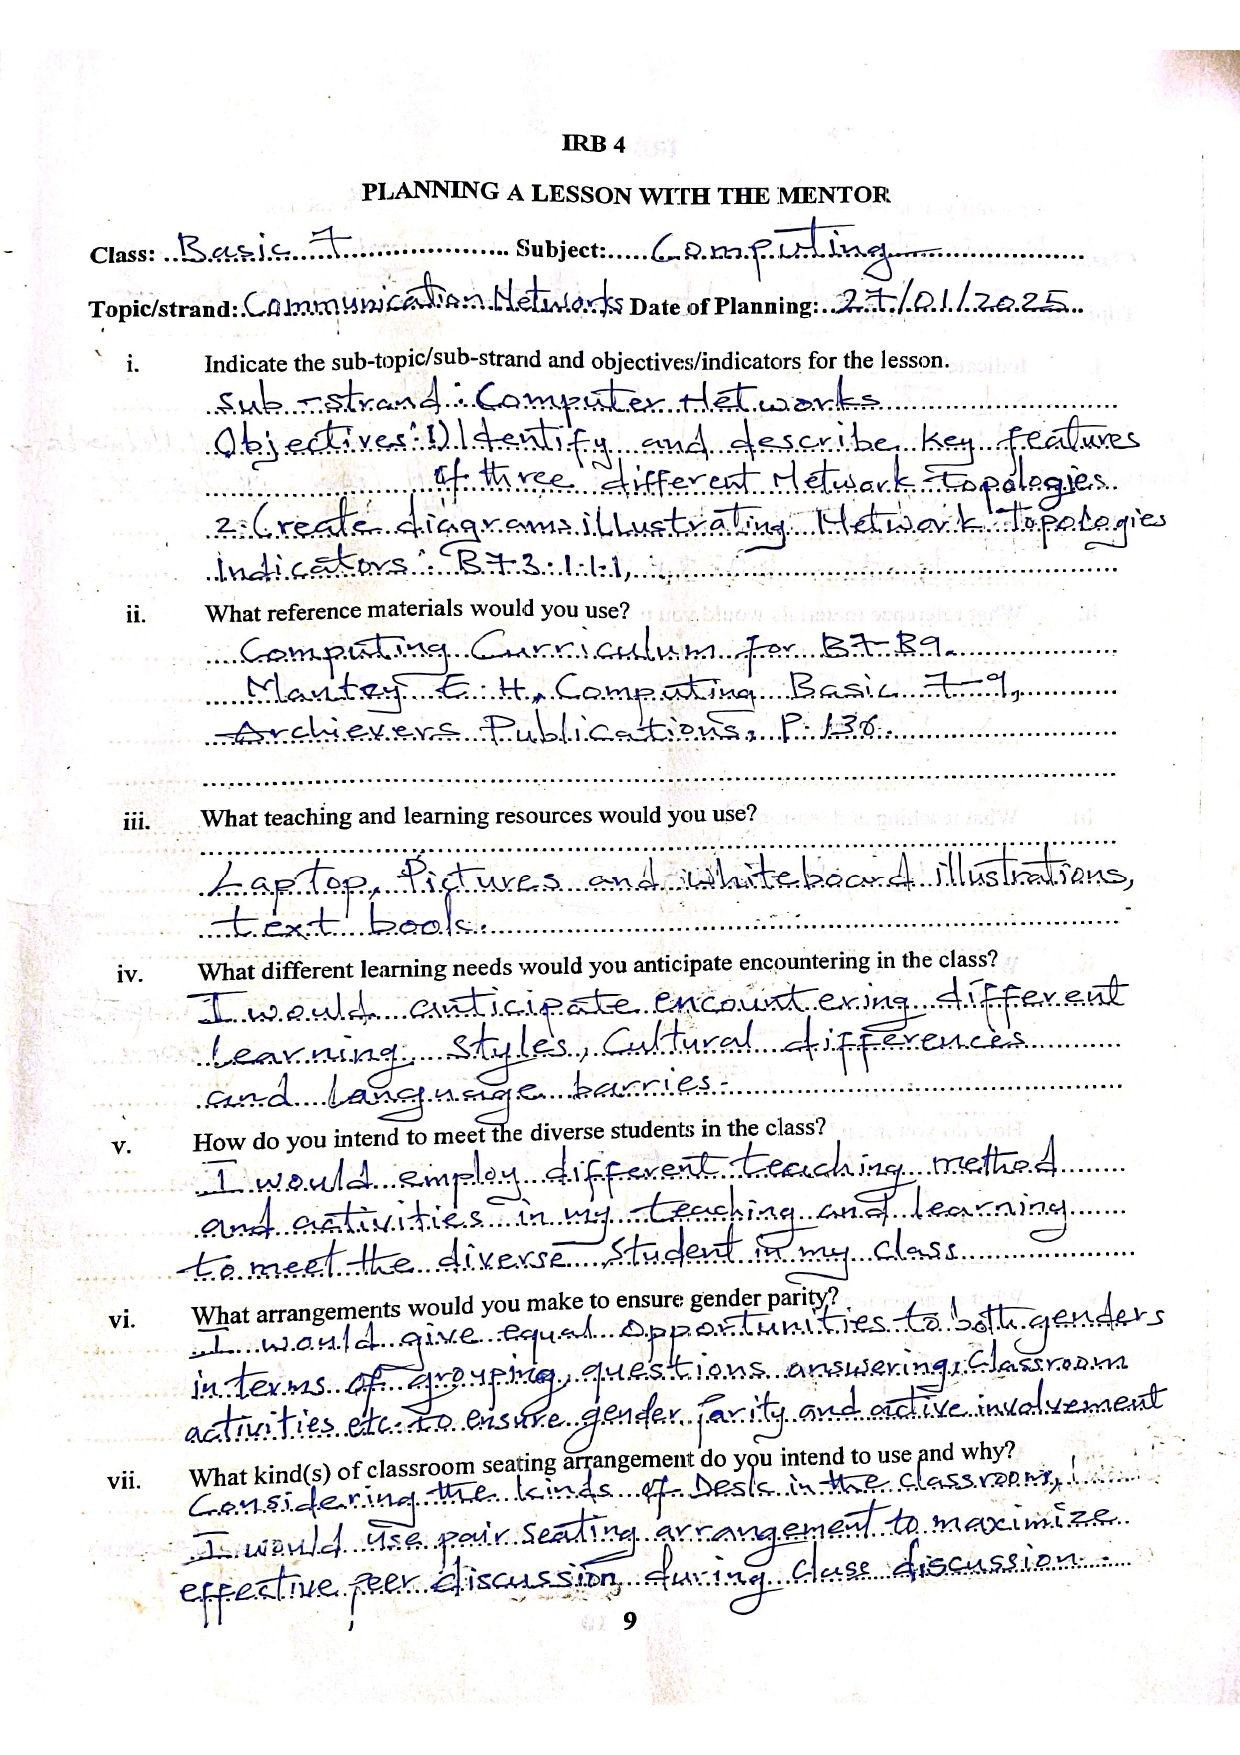 IRB 4
PLANNING A LESSON WITH THE MENTOR
Class: Basic 7 Subject: Computing
Topic/strand: Communication Networks Date of Planning: 27/01/2025
i. Indicate the sub-topic/sub-strand and objectives/indicators for the lesson.
Sub-strand: Computer Networks
Objectives: 1) Identify and describe key features
of three different Network topologies.
2. Create diagrams illustrating Network topologies
indicators: B7 3.1.1.1,
ii. What reference materials would you use?
Computing Curriculum for B7-B9.
Mantey E. H, Computing Basic 7-9,
Archievers Publications, P. 136.
iii. What teaching and learning resources would you use?
Laptop, Pictures and whiteboard illustrations,
text book.
iv. What different learning needs would you anticipate encountering in the class?
I would anticipate encountering different
learning styles, Cultural differences
and language barries.
v. How do you intend to meet the diverse students in the class?
I would employ different teaching method
and activities in my teaching and learning
to meet the diverse student in my class
vi. What arrangements would you make to ensure gender parity?
I would give equal opportunities to both genders
in terms of grouping, questions answering, Classroom
activities etc. to ensure gender parity and active involvement
vii. What kind(s) of classroom seating arrangement do you intend to use and why?
Considering the kinds of Desk in the classroom,
I would use pair seating arrangement to maximize
effective peer discussion during class discussion.
9